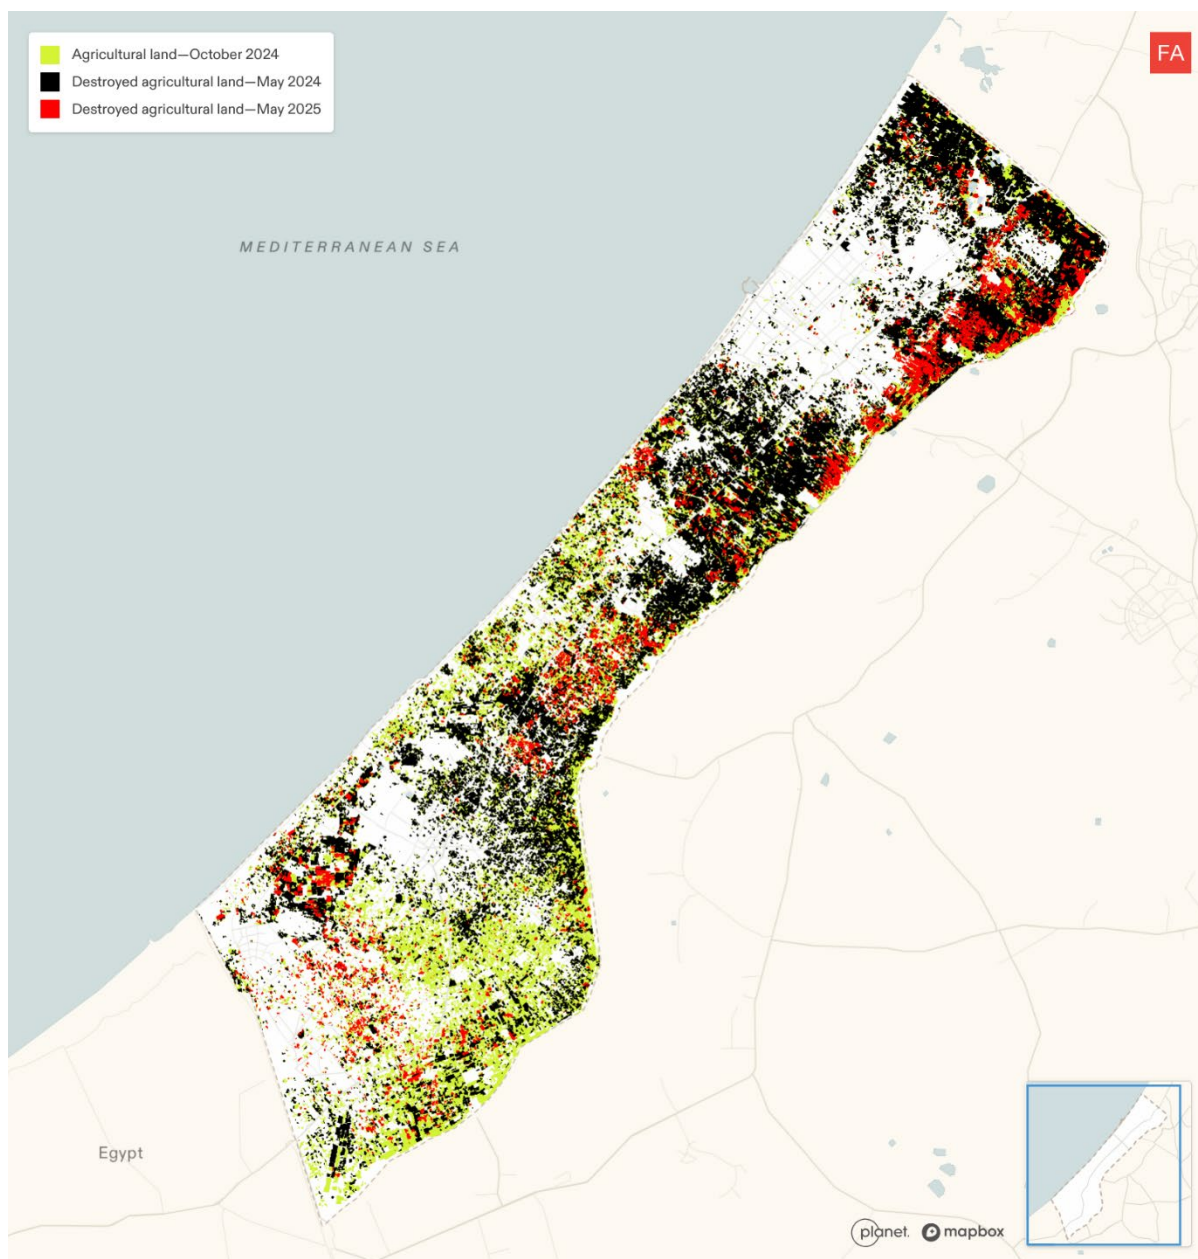 Agricultural land—October 2024
Destroyed agricultural land—May 2024
Destroyed agricultural land—May 2025
FA
MEDITERRANEAN SEA
Egypt
planet.
mapbox